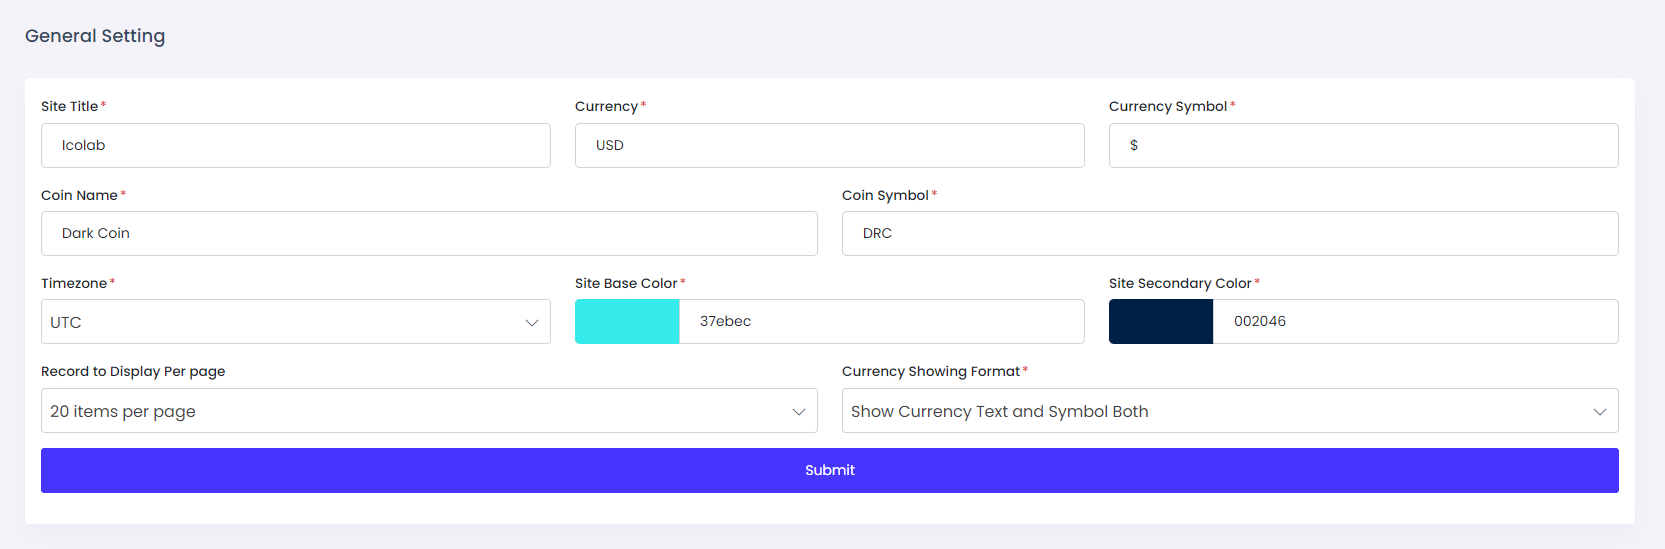 General Setting
Site Title*
Currency*
Currency Symbol*
Icolab
USD
$
Coin Name*
Coin Symbol*
Dark Coin
DRC
Timezone*
Site Base Color*
Site Secondary Color*
UTC
37ebec
002046
Record to Display Per page
Currency Showing Format*
20 items per page
Show Currency Text and Symbol Both
Submit